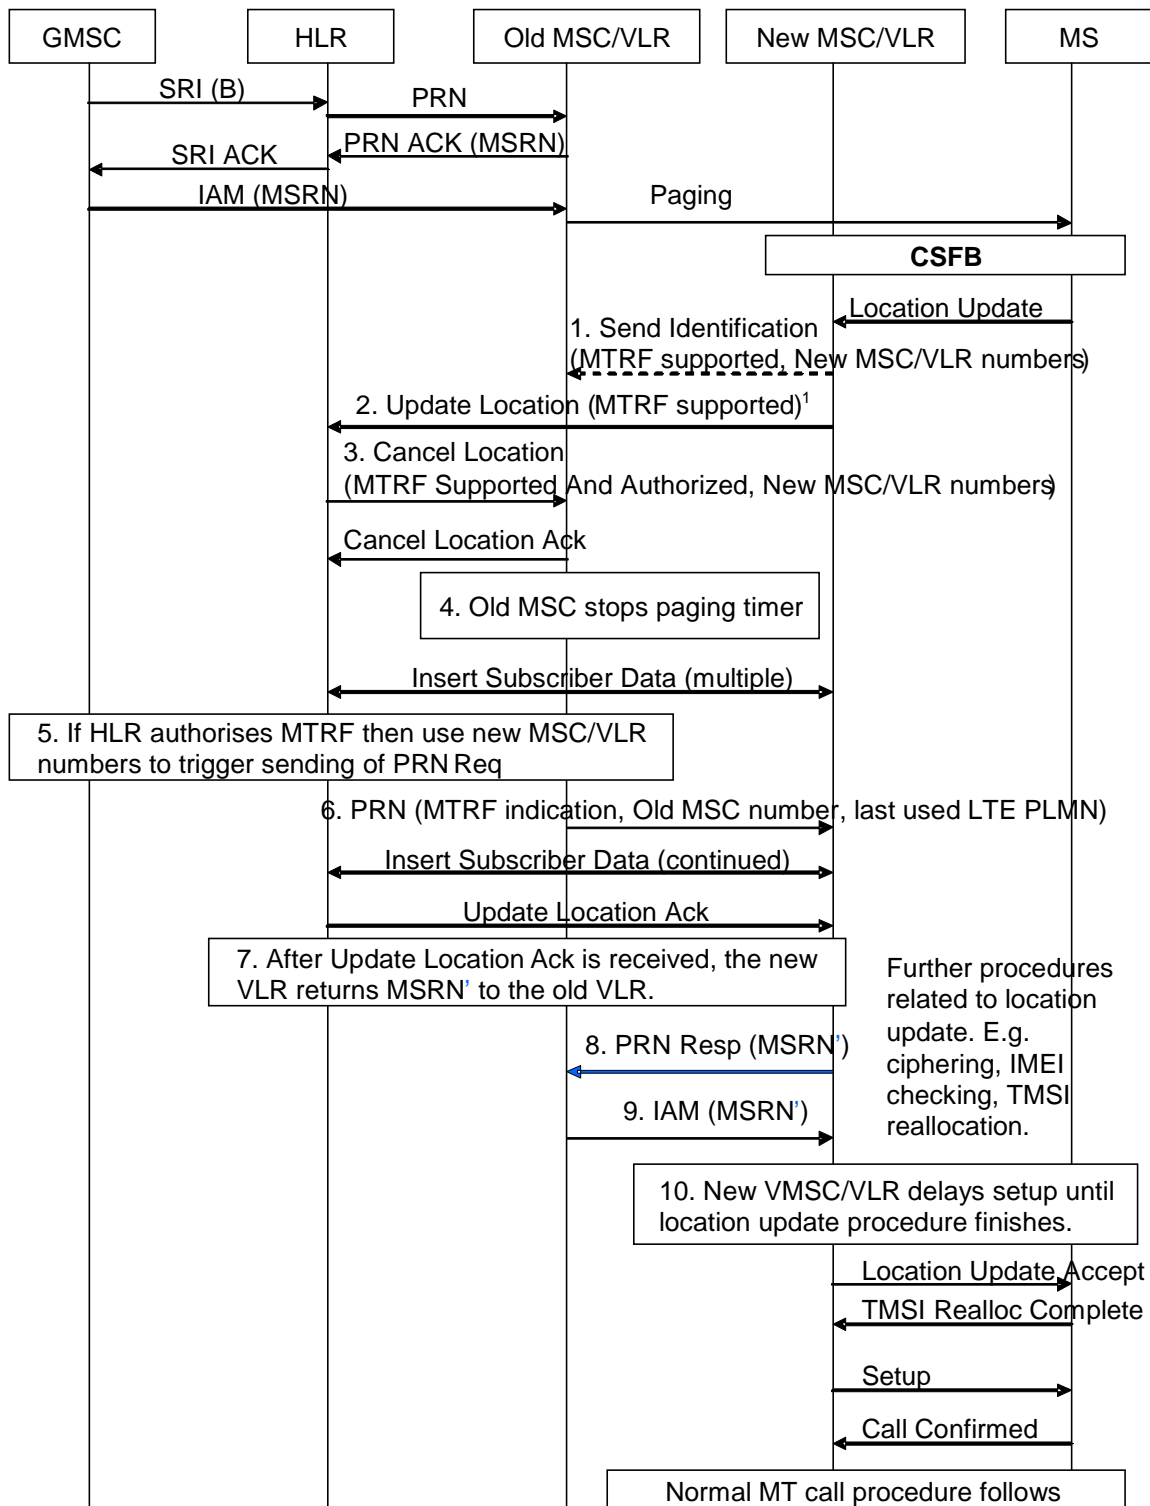 GMSC
HLR
Old MSC/VLR
New MSC/VLR
MS
SRI (B)
PRN
PRN ACK (MSRN)
SRI ACK
IAM (MSRN)
Paging
CSFB
Location Update
1. Send Identification
(MTRF supported, New MSC/VLR numbers)
2. Update Location (MTRF supported)¹
3. Cancel Location
(MTRF Supported And Authorized, New MSC/VLR numbers)
Cancel Location Ack
4. Old MSC stops paging timer
Insert Subscriber Data (multiple)
5. If HLR authorises MTRF then use new MSC/VLR
numbers to trigger sending of PRN Req
6. PRN (MTRF indication, Old MSC number, last used LTE PLMN)
Insert Subscriber Data (continued)
Update Location Ack
7. After Update Location Ack is received, the new
VLR returns MSRN’ to the old VLR.
Further procedures
related to location
update. E.g.
ciphering, IMEI
checking, TMSI
reallocation.
8. PRN Resp (MSRN’)
9. IAM (MSRN’)
10. New VMSC/VLR delays setup until
location update procedure finishes.
Location Update Accept
TMSI Realloc Complete
Setup
Call Confirmed
Normal MT call procedure follows